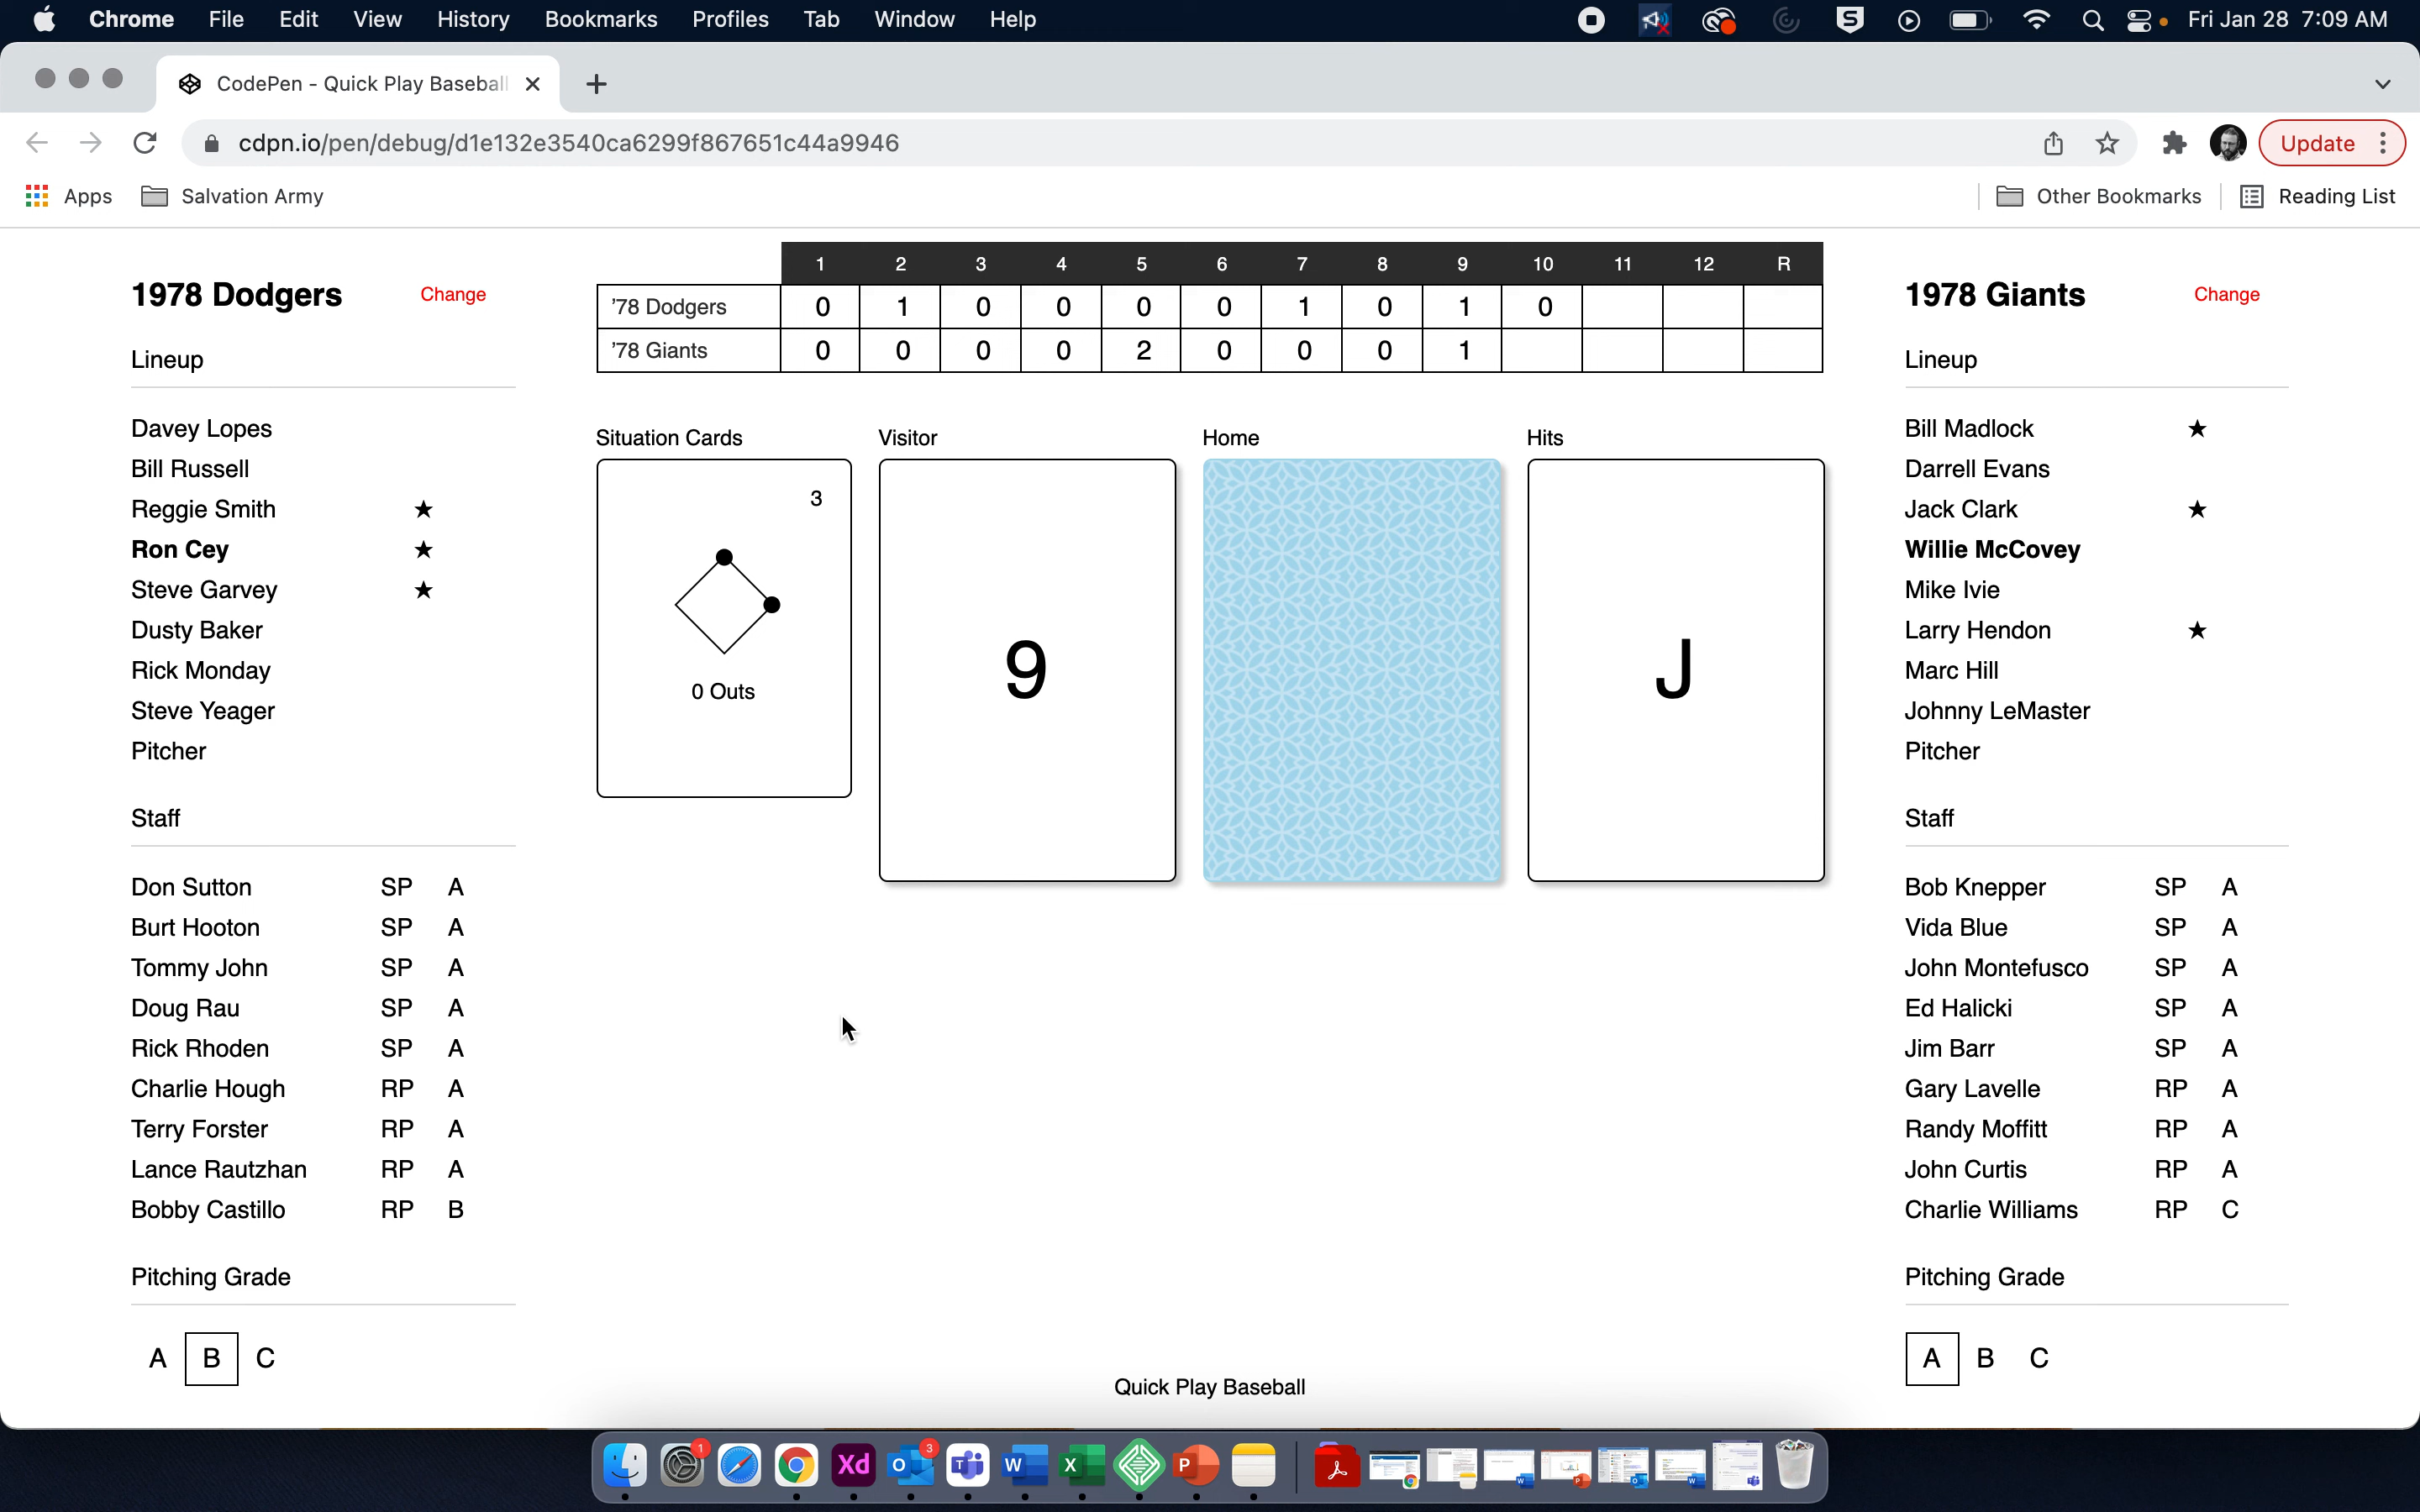 Chrome File Edit View History Bookmarks Profiles Tab Window Help Fri Jan 28 7:09 AM
CodePen - Quick Play Baseball
cdpn.io/pen/debug/d1e132e3540ca6299f867651c44a9946 Update
Apps Salvation Army Other Bookmarks Reading List
1978 Dodgers Change
Lineup
Davey Lopes
Bill Russell
Reggie Smith ★
Ron Cey ★
Steve Garvey ★
Dusty Baker
Rick Monday
Steve Yeager
Pitcher
Staff
Don Sutton SP A
Burt Hooton SP A
Tommy John SP A
Doug Rau SP A
Rick Rhoden SP A
Charlie Hough RP A
Terry Forster RP A
Lance Rautzhan RP A
Bobby Castillo RP B
Pitching Grade
A B C
1 2 3 4 5 6 7 8 9 10 11 12 R
'78 Dodgers 0 1 0 0 0 0 1 0 1 0
'78 Giants 0 0 0 0 2 0 0 0 1
Situation Cards Visitor Home Hits
3
0 Outs
9
J
Quick Play Baseball
1978 Giants Change
Lineup
Bill Madlock ★
Darrell Evans
Jack Clark ★
Willie McCovey
Mike Ivie
Larry Hendon ★
Marc Hill
Johnny LeMaster
Pitcher
Staff
Bob Knepper SP A
Vida Blue SP A
John Montefusco SP A
Ed Halicki SP A
Jim Barr SP A
Gary Lavelle RP A
Randy Moffitt RP A
John Curtis RP A
Charlie Williams RP C
Pitching Grade
A B C
1 Xd 3